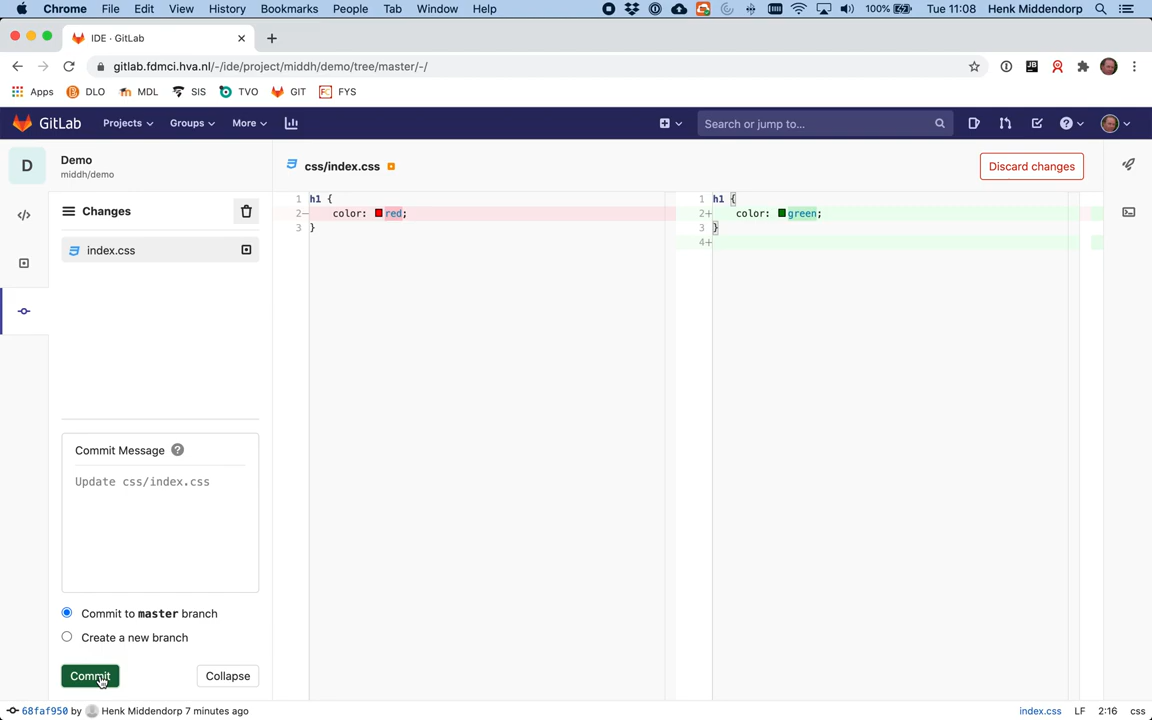 Chrome File Edit View History Bookmarks People Tab Window Help 100% Tue 11:08 Henk Middendorp
IDE · GitLab
gitlab.fdmci.hva.nl/-/ide/project/middh/demo/tree/master/-/
Apps DLO MDL SIS TVO GIT FYS
GitLab Projects Groups More Search or jump to...
D Demo
middh/demo
css/index.css Discard changes
Changes
index.css
1 h1 {
2- color: red;
3 }
1 h1 {
2+ color: green;
3 }
4+
Commit Message
Update css/index.css
Commit to master branch
Create a new branch
Commit Collapse
68faf950 by Henk Middendorp 7 minutes ago index.css LF 2:16 css